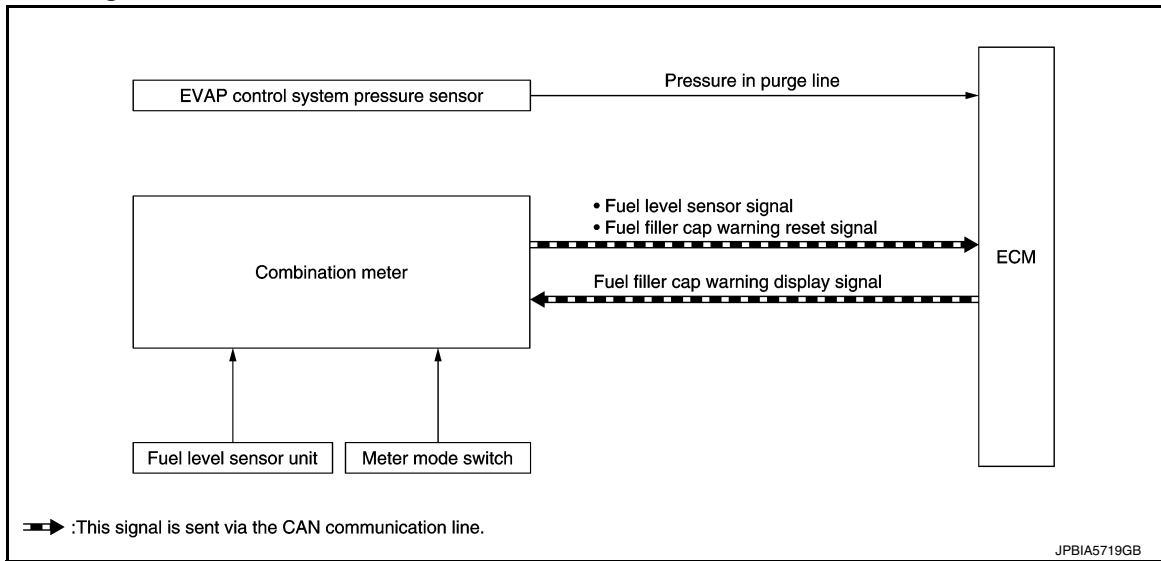 EVAP control system pressure sensor
Pressure in purge line
• Fuel level sensor signal
• Fuel filler cap warning reset signal
Combination meter
ECM
Fuel filler cap warning display signal
Fuel level sensor unit
Meter mode switch
:This signal is sent via the CAN communication line.
JPBIA5719GB